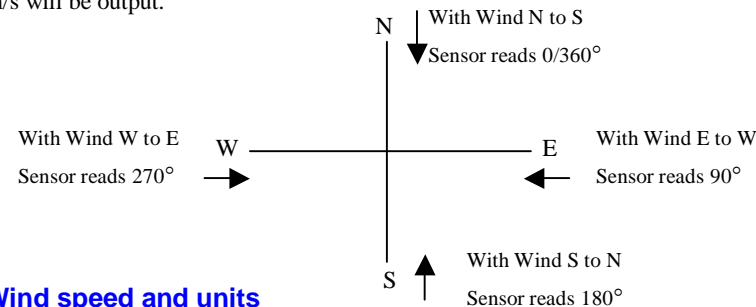 will be output.
N
With Wind N to S
Sensor reads 0/360°
With Wind W to E
Sensor reads 270°
W
E
With Wind E to W
Sensor reads 90°
S
With Wind S to N
Sensor reads 180°
Wind speed and units